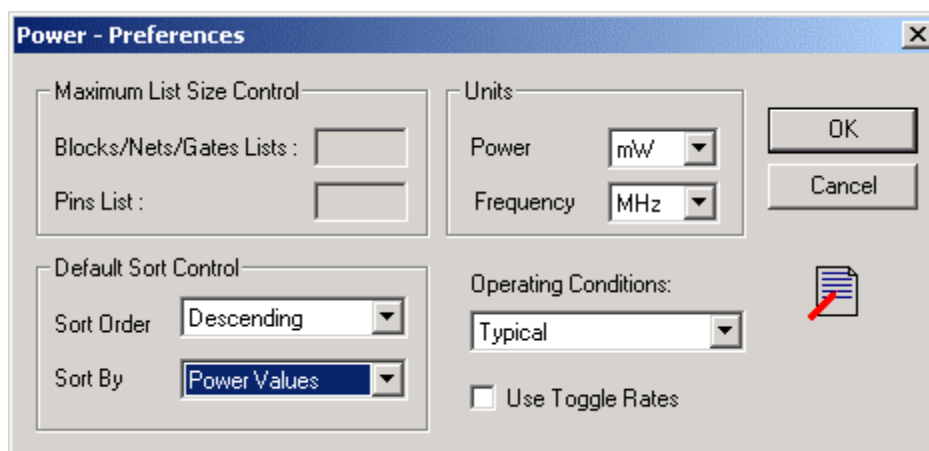 Power - Preferences
Maximum List Size Control
Blocks/Nets/Gates Lists :
Pins List :
Units
Power mW
Frequency MHz
OK
Cancel
Default Sort Control
Sort Order Descending
Sort By Power Values
Operating Conditions:
Typical
Use Toggle Rates